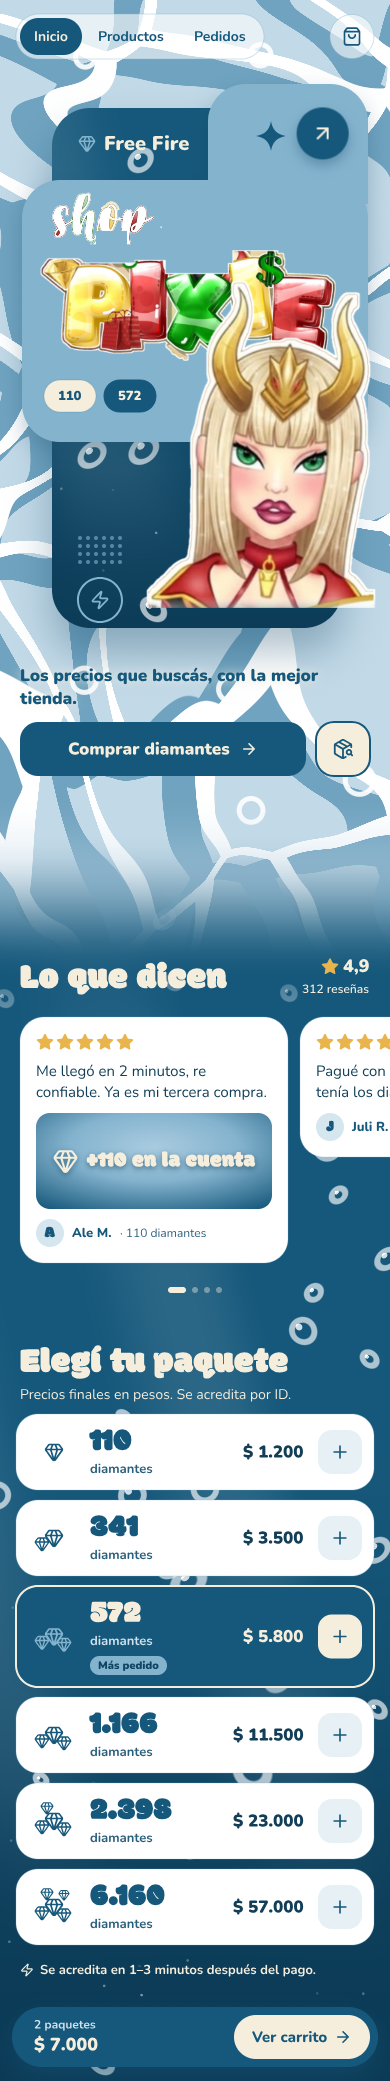 Inicio Productos Pedidos
Free Fire
shop
PIXIE
$
110 572
Los precios que buscás, con la mejor
tienda.
Comprar diamantes
Lo que dicen
4,9
312 reseñas
Me llegó en 2 minutos, re
confiable. Ya es mi tercera compra.
+110 en la cuenta
A Ale M. · 110 diamantes
Pagué con
tenía los di
J Juli R.
Elegí tu paquete
Precios finales en pesos. Se acredita por ID.
110
diamantes
$ 1.200
341
diamantes
$ 3.500
572
diamantes
Más pedido
$ 5.800
1.166
diamantes
$ 11.500
2.398
diamantes
$ 23.000
6.160
diamantes
$ 57.000
Se acredita en 1–3 minutos después del pago.
2 paquetes
$ 7.000
Ver carrito